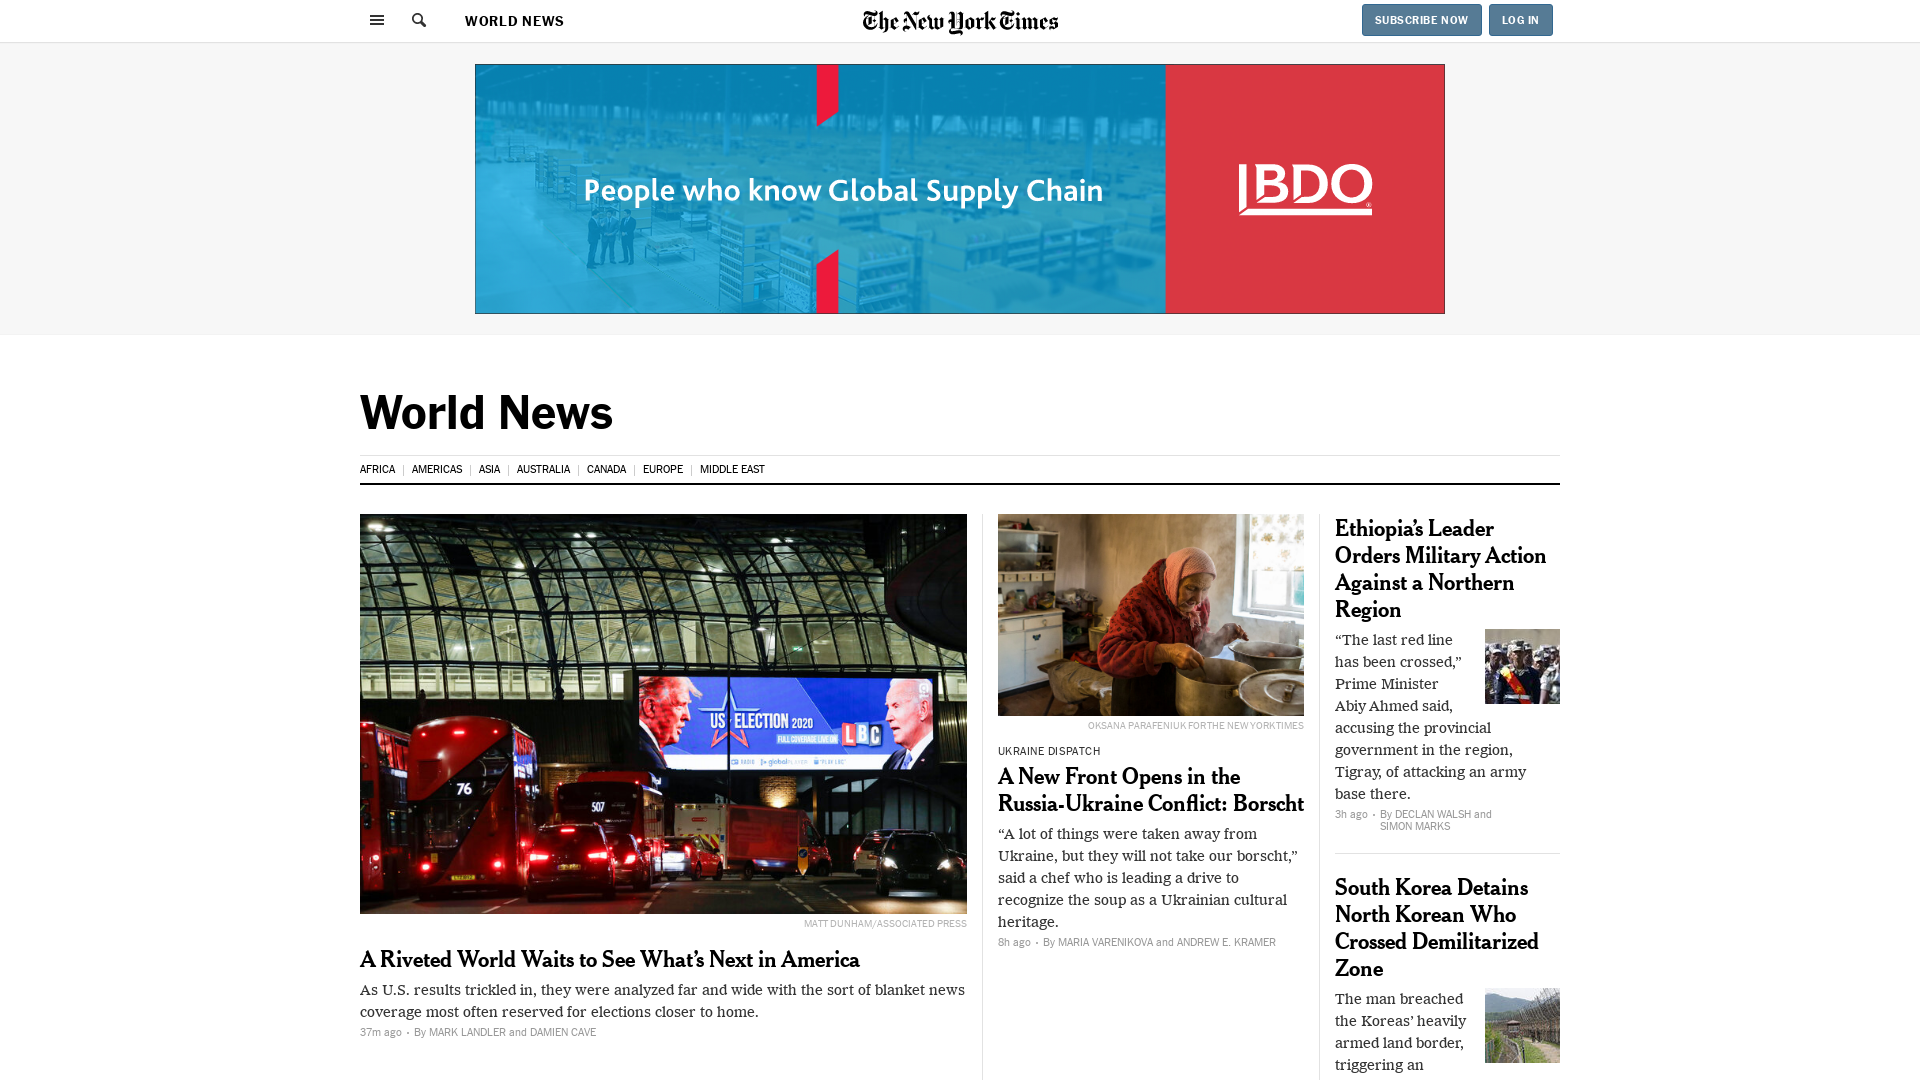 WORLD NEWS
The New York Times
SUBSCRIBE NOW
LOG IN
People who know Global Supply Chain
BDO
World News
AFRICA
AMERICAS
ASIA
AUSTRALIA
CANADA
EUROPE
MIDDLE EAST
76
507
US ELECTION 2020
FULL COVERAGE LIVE ON
LBC
MATT DUNHAM/ASSOCIATED PRESS
A Riveted World Waits to See What’s Next in America
As U.S. results trickled in, they were analyzed far and wide with the sort of blanket news
coverage most often reserved for elections closer to home.
37m ago • By MARK LANDLER and DAMIEN CAVE
OKSANA PARAFENIUK FOR THE NEW YORK TIMES
UKRAINE DISPATCH
A New Front Opens in the
Russia-Ukraine Conflict: Borscht
“A lot of things were taken away from
Ukraine, but they will not take our borscht,”
said a chef who is leading a drive to
recognize the soup as a Ukrainian cultural
heritage.
8h ago • By MARIA VARENIKOVA and ANDREW E. KRAMER
Ethiopia’s Leader
Orders Military Action
Against a Northern
Region
“The last red line
has been crossed,”
Prime Minister
Abiy Ahmed said,
accusing the provincial
government in the region,
Tigray, of attacking an army
base there.
3h ago • By DECLAN WALSH and
SIMON MARKS
South Korea Detains
North Korean Who
Crossed Demilitarized
Zone
The man breached
the Koreas’ heavily
armed land border,
triggering an